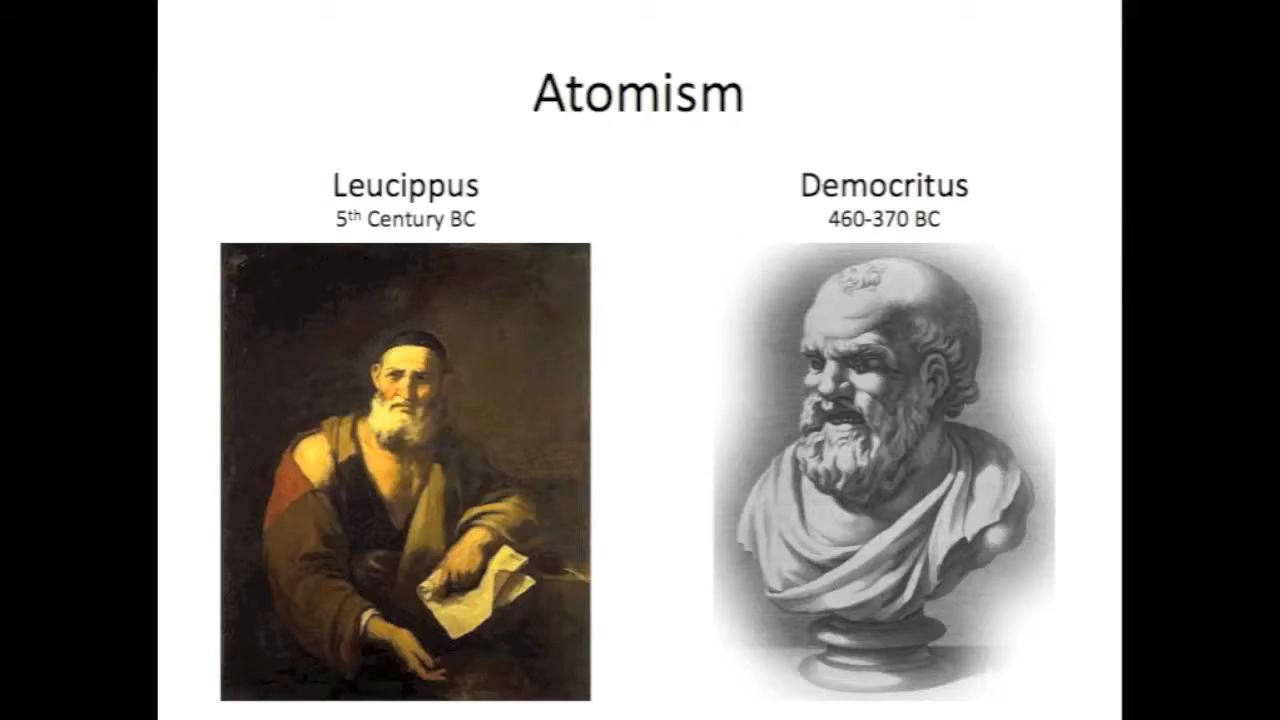 Atomism
Leucippus
5th Century BC
Democritus
460-370 BC